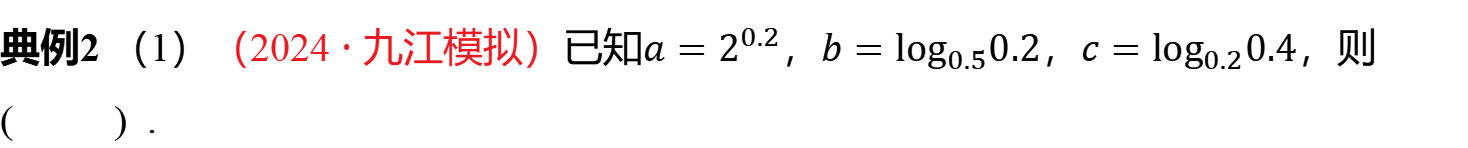 典例2 （1）（2024·九江模拟）已知a = 2^{0.2}，b = log_{0.5}0.2，c = log_{0.2}0.4，则
(    ) .